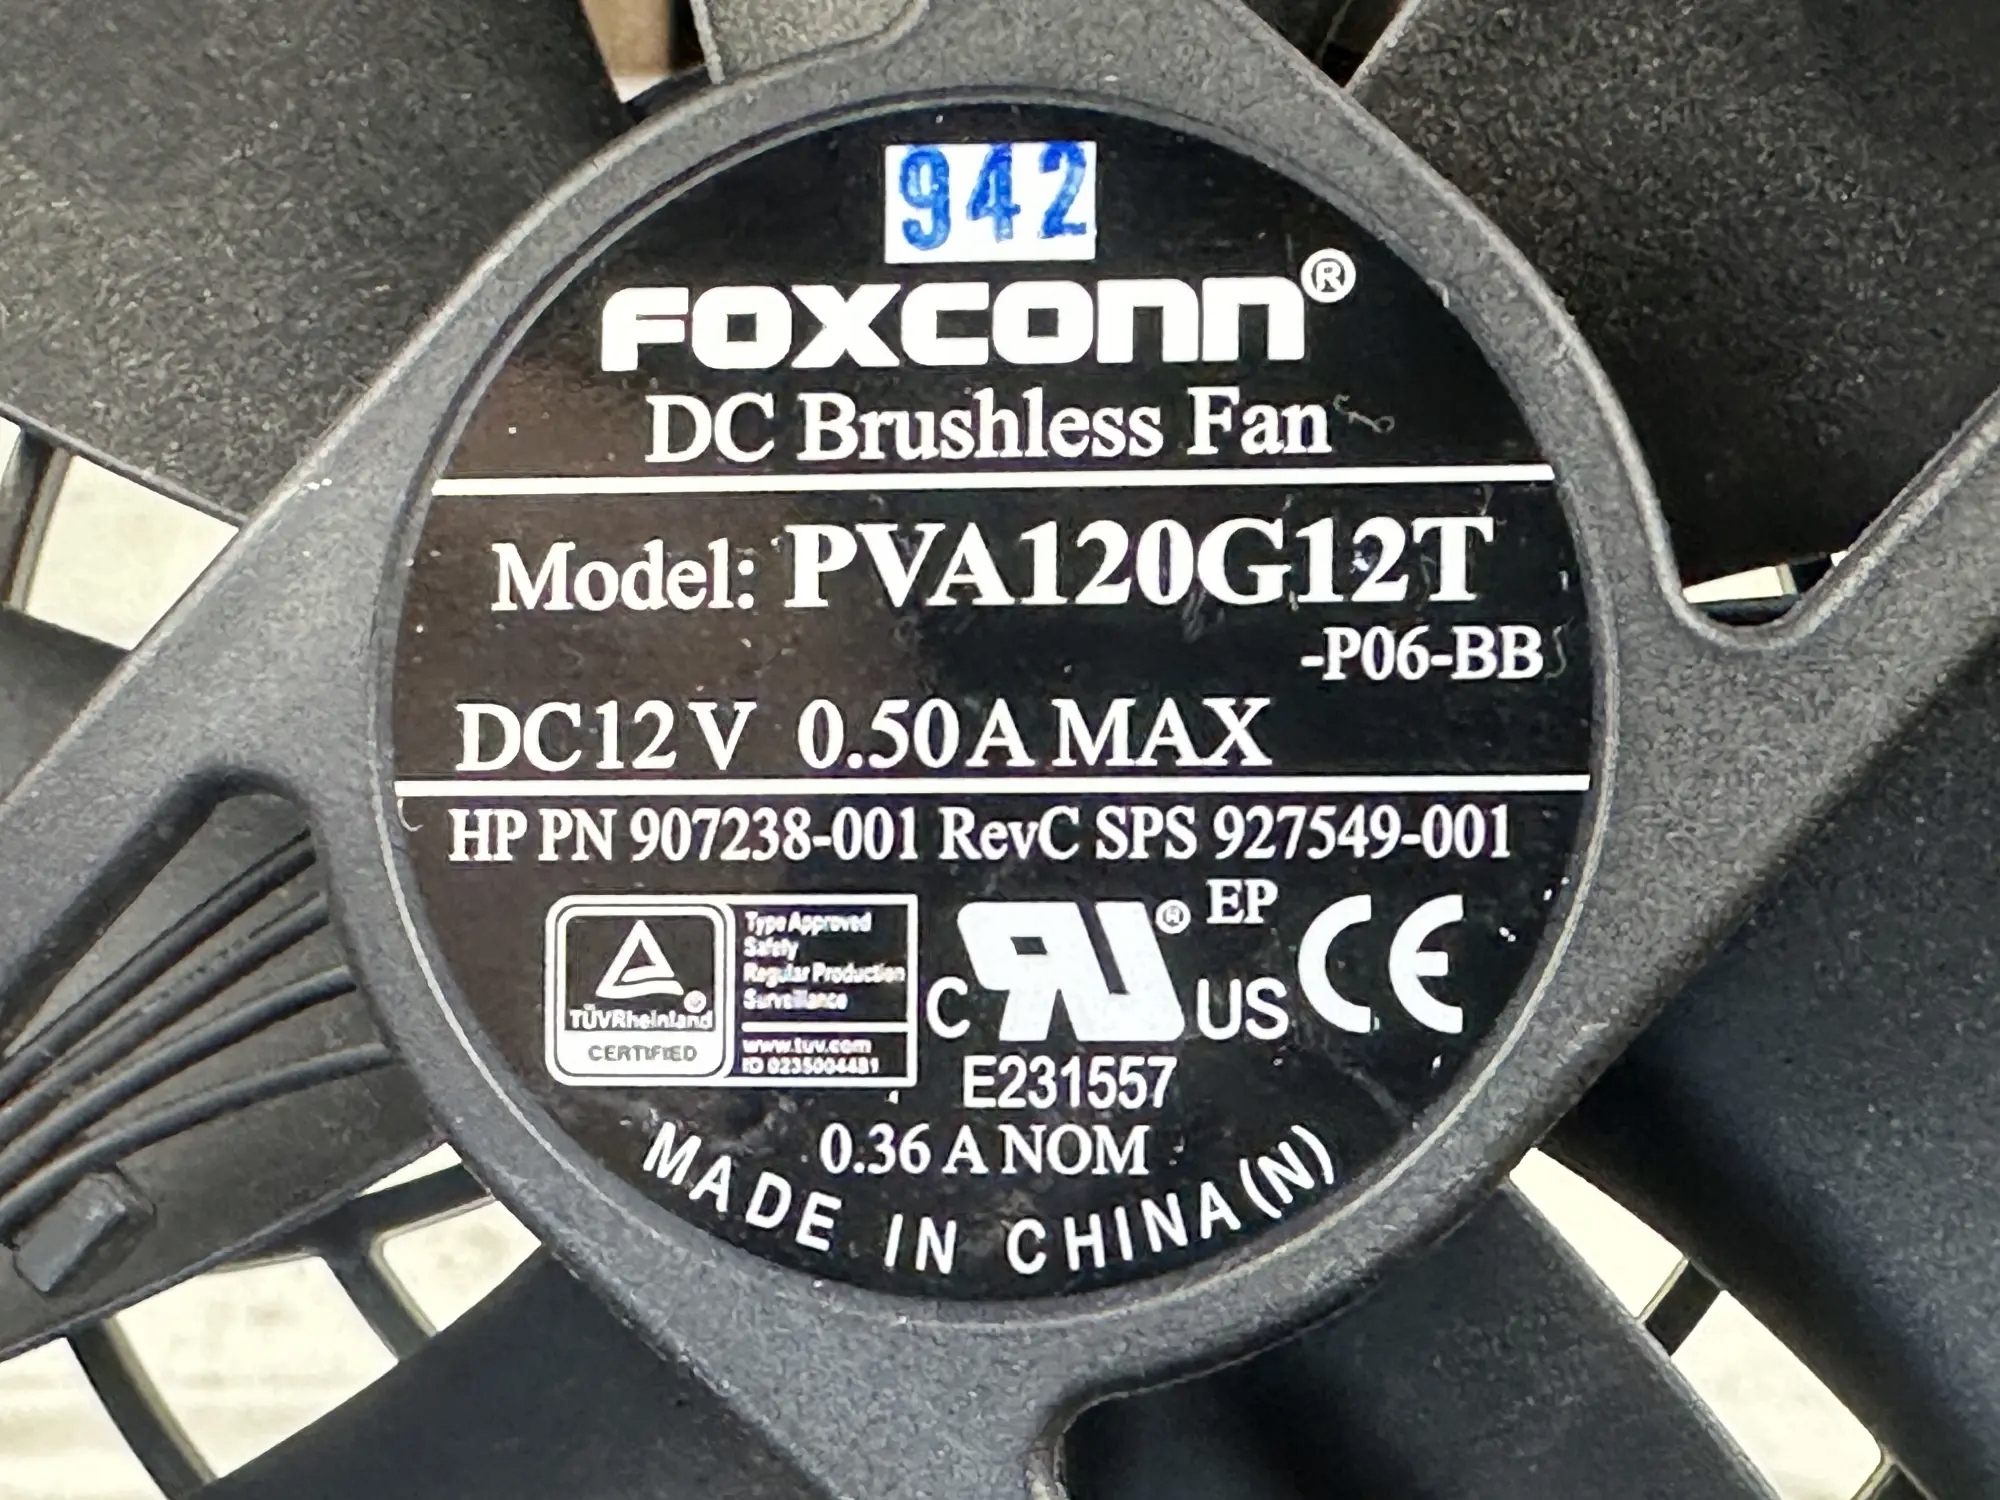 942
FOXCONN®
DC Brushless Fan
Model: PVA120G12T
-P06-BB
DC12V 0.50A MAX
HP PN 907238-001 RevC SPS 927549-001
EP
Type Approved
Safety
Regular Production
Surveillance
TÜVRheinland ®
CERTIFIED
www.tuv.com
ID 0235004481
C ® US CE
E231557
0.36 A NOM
MADE IN CHINA(N)